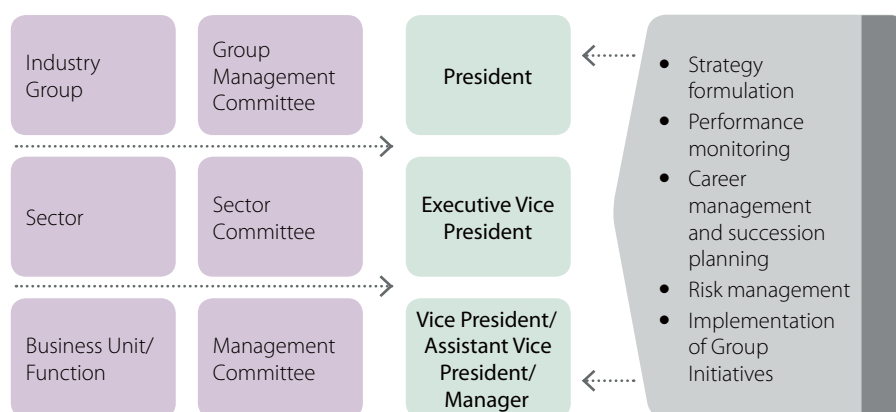 Industry
Group
Group
Management
Committee
President
Sector
Sector
Committee
Executive Vice
President
Business Unit/
Function
Management
Committee
Vice President/
Assistant Vice
President/
Manager
• Strategy
formulation
• Performance
monitoring
• Career
management
and succession
planning
• Risk management
• Implementation
of Group
Initiatives